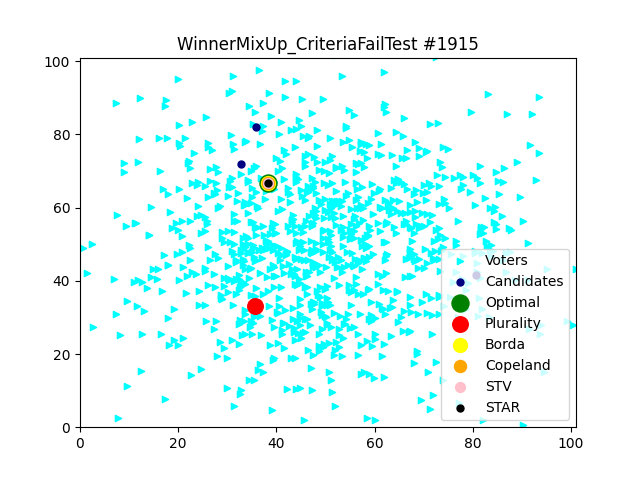 WinnerMixUp_CriteriaFailTest #1915
100
80
60
40
20
0
0
20
40
60
80
100
Voters
Candidates
Optimal
Plurality
Borda
Copeland
STV
STAR